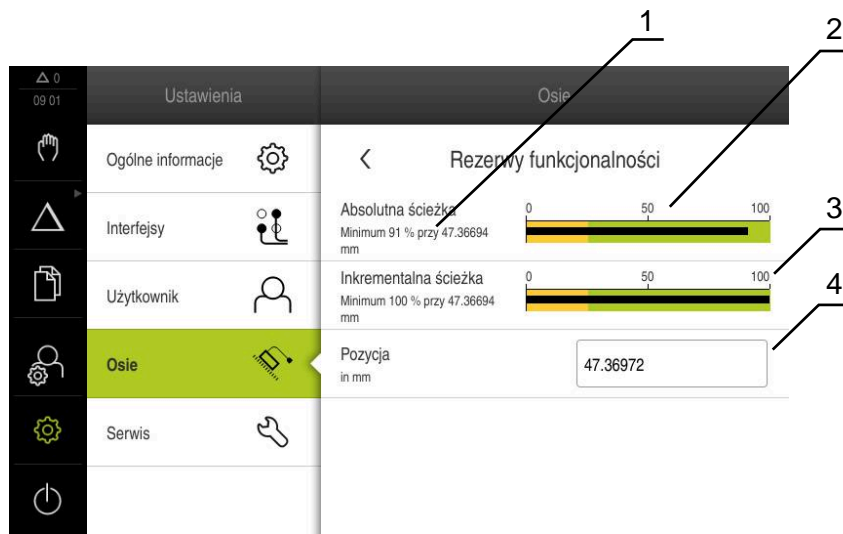 1
2
0
09 01
Ustawienia
Osie
Ogólne informacje
Rezerwy funkcjonalności
Interfejsy
Absolutna ścieżka
Minimum 91 % przy 47.36694
mm
0 50 100
3
Użytkownik
Inkrementalna ścieżka
Minimum 100 % przy 47.36694
mm
0 50 100
4
Osie
Pozycja
in mm
47.36972
Serwis